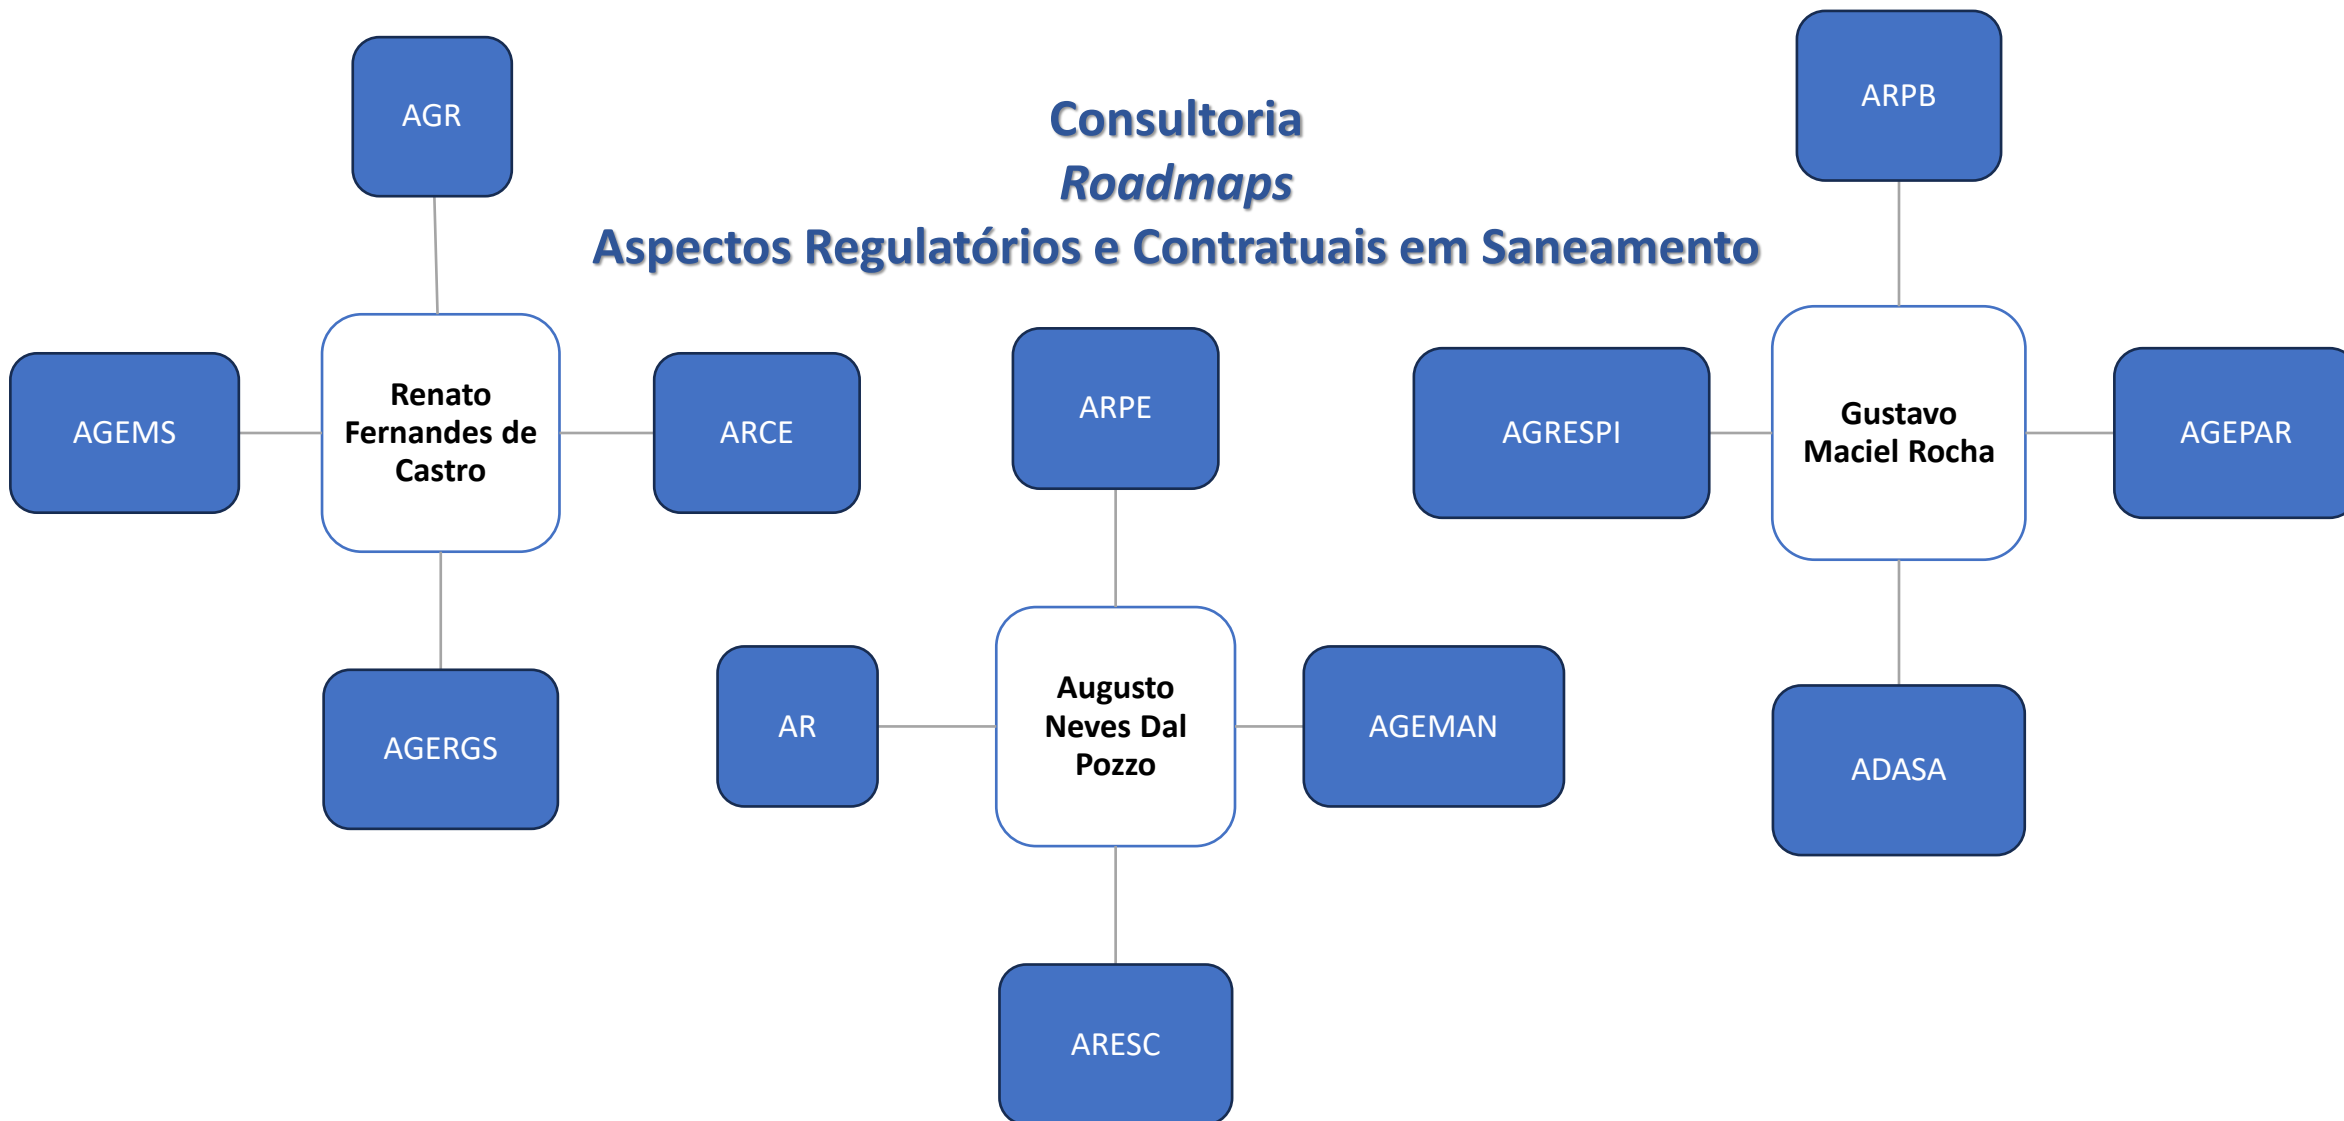 Consultoria
Roadmaps
Aspectos Regulatórios e Contratuais em Saneamento
AGR
AGEMS
Renato
Fernandes de
Castro
ARCE
AGERGS
ARPE
AR
Augusto
Neves Dal
Pozzo
AGEMAN
ARESC
ARPB
AGRESPI
Gustavo
Maciel Rocha
AGEPAR
ADASA